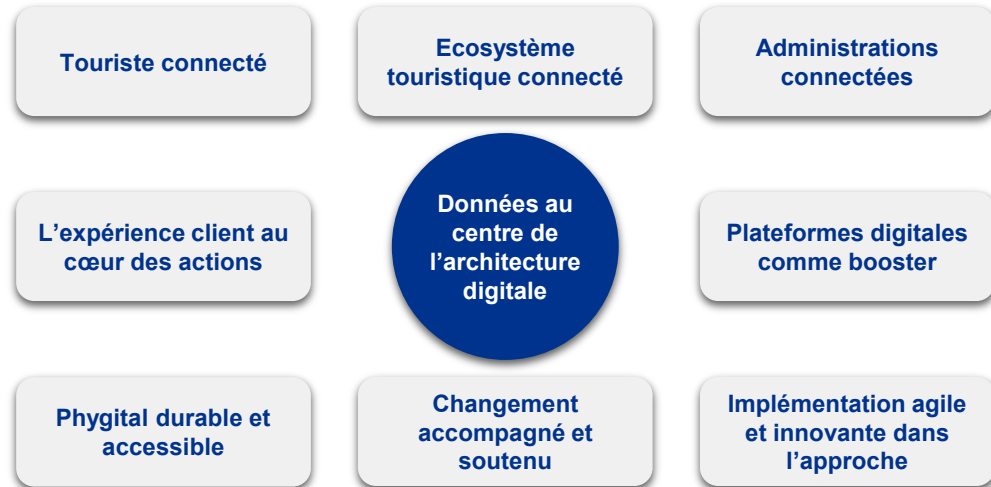 Touriste connecté
Ecosystème
touristique connecté
Administrations
connectées
L’expérience client au
cœur des actions
Données au
centre de
l’architecture
digitale
Plateformes digitales
comme booster
Phygital durable et
accessible
Changement
accompagné et
soutenu
Implémentation agile
et innovante dans
l’approche